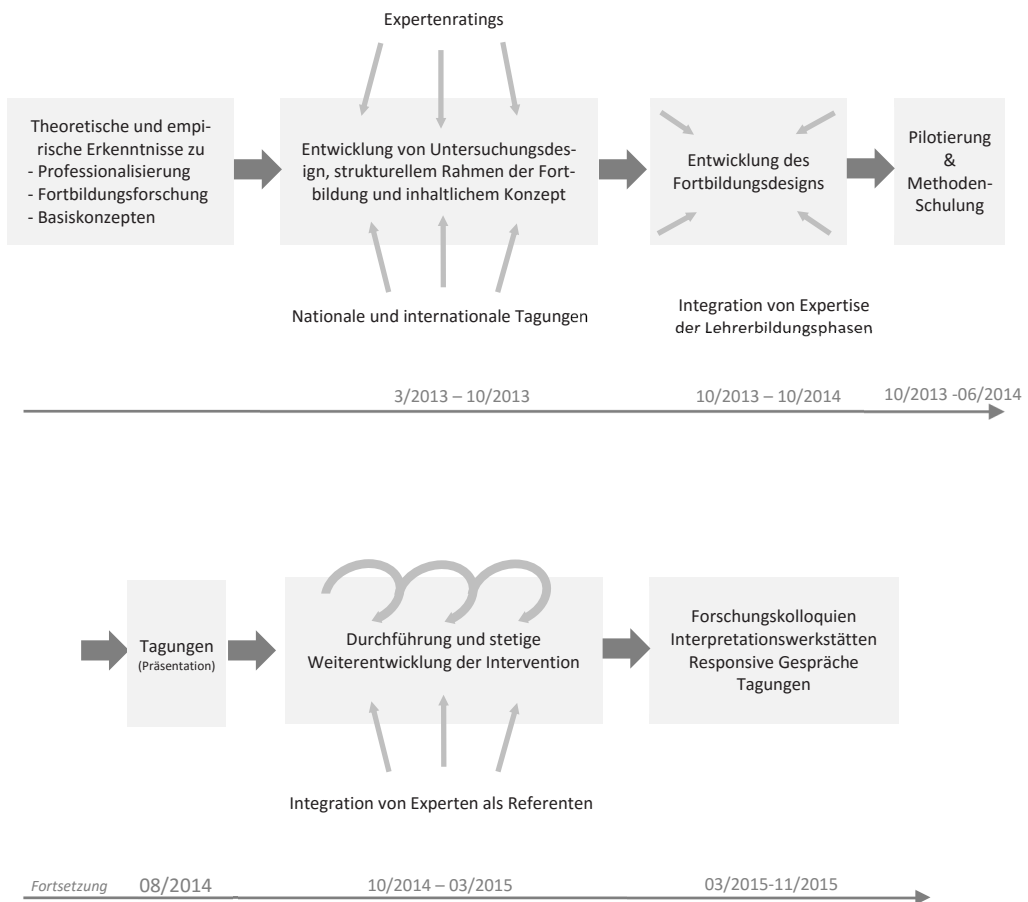 Expertenratings
Theoretische und empi-
rische Erkenntnisse zu
- Professionalisierung
- Fortbildungsforschung
- Basiskonzepten
Entwicklung von Untersuchungsdes-
ign, strukturellem Rahmen der Fort-
bildung und inhaltlichem Konzept
Entwicklung des
Fortbildungsdesigns
Pilotierung
&
Methoden-
Schulung
Nationale und internationale Tagungen
Integration von Expertise
der Lehrerbildungsphasen
3/2013 – 10/2013
10/2013 – 10/2014
10/2013 -06/2014
Tagungen
(Präsentation)
Durchführung und stetige
Weiterentwicklung der Intervention
Forschungskolloquien
Interpretationswerkstätten
Responsive Gespräche
Tagungen
Integration von Experten als Referenten
Fortsetzung
08/2014
10/2014 – 03/2015
03/2015-11/2015